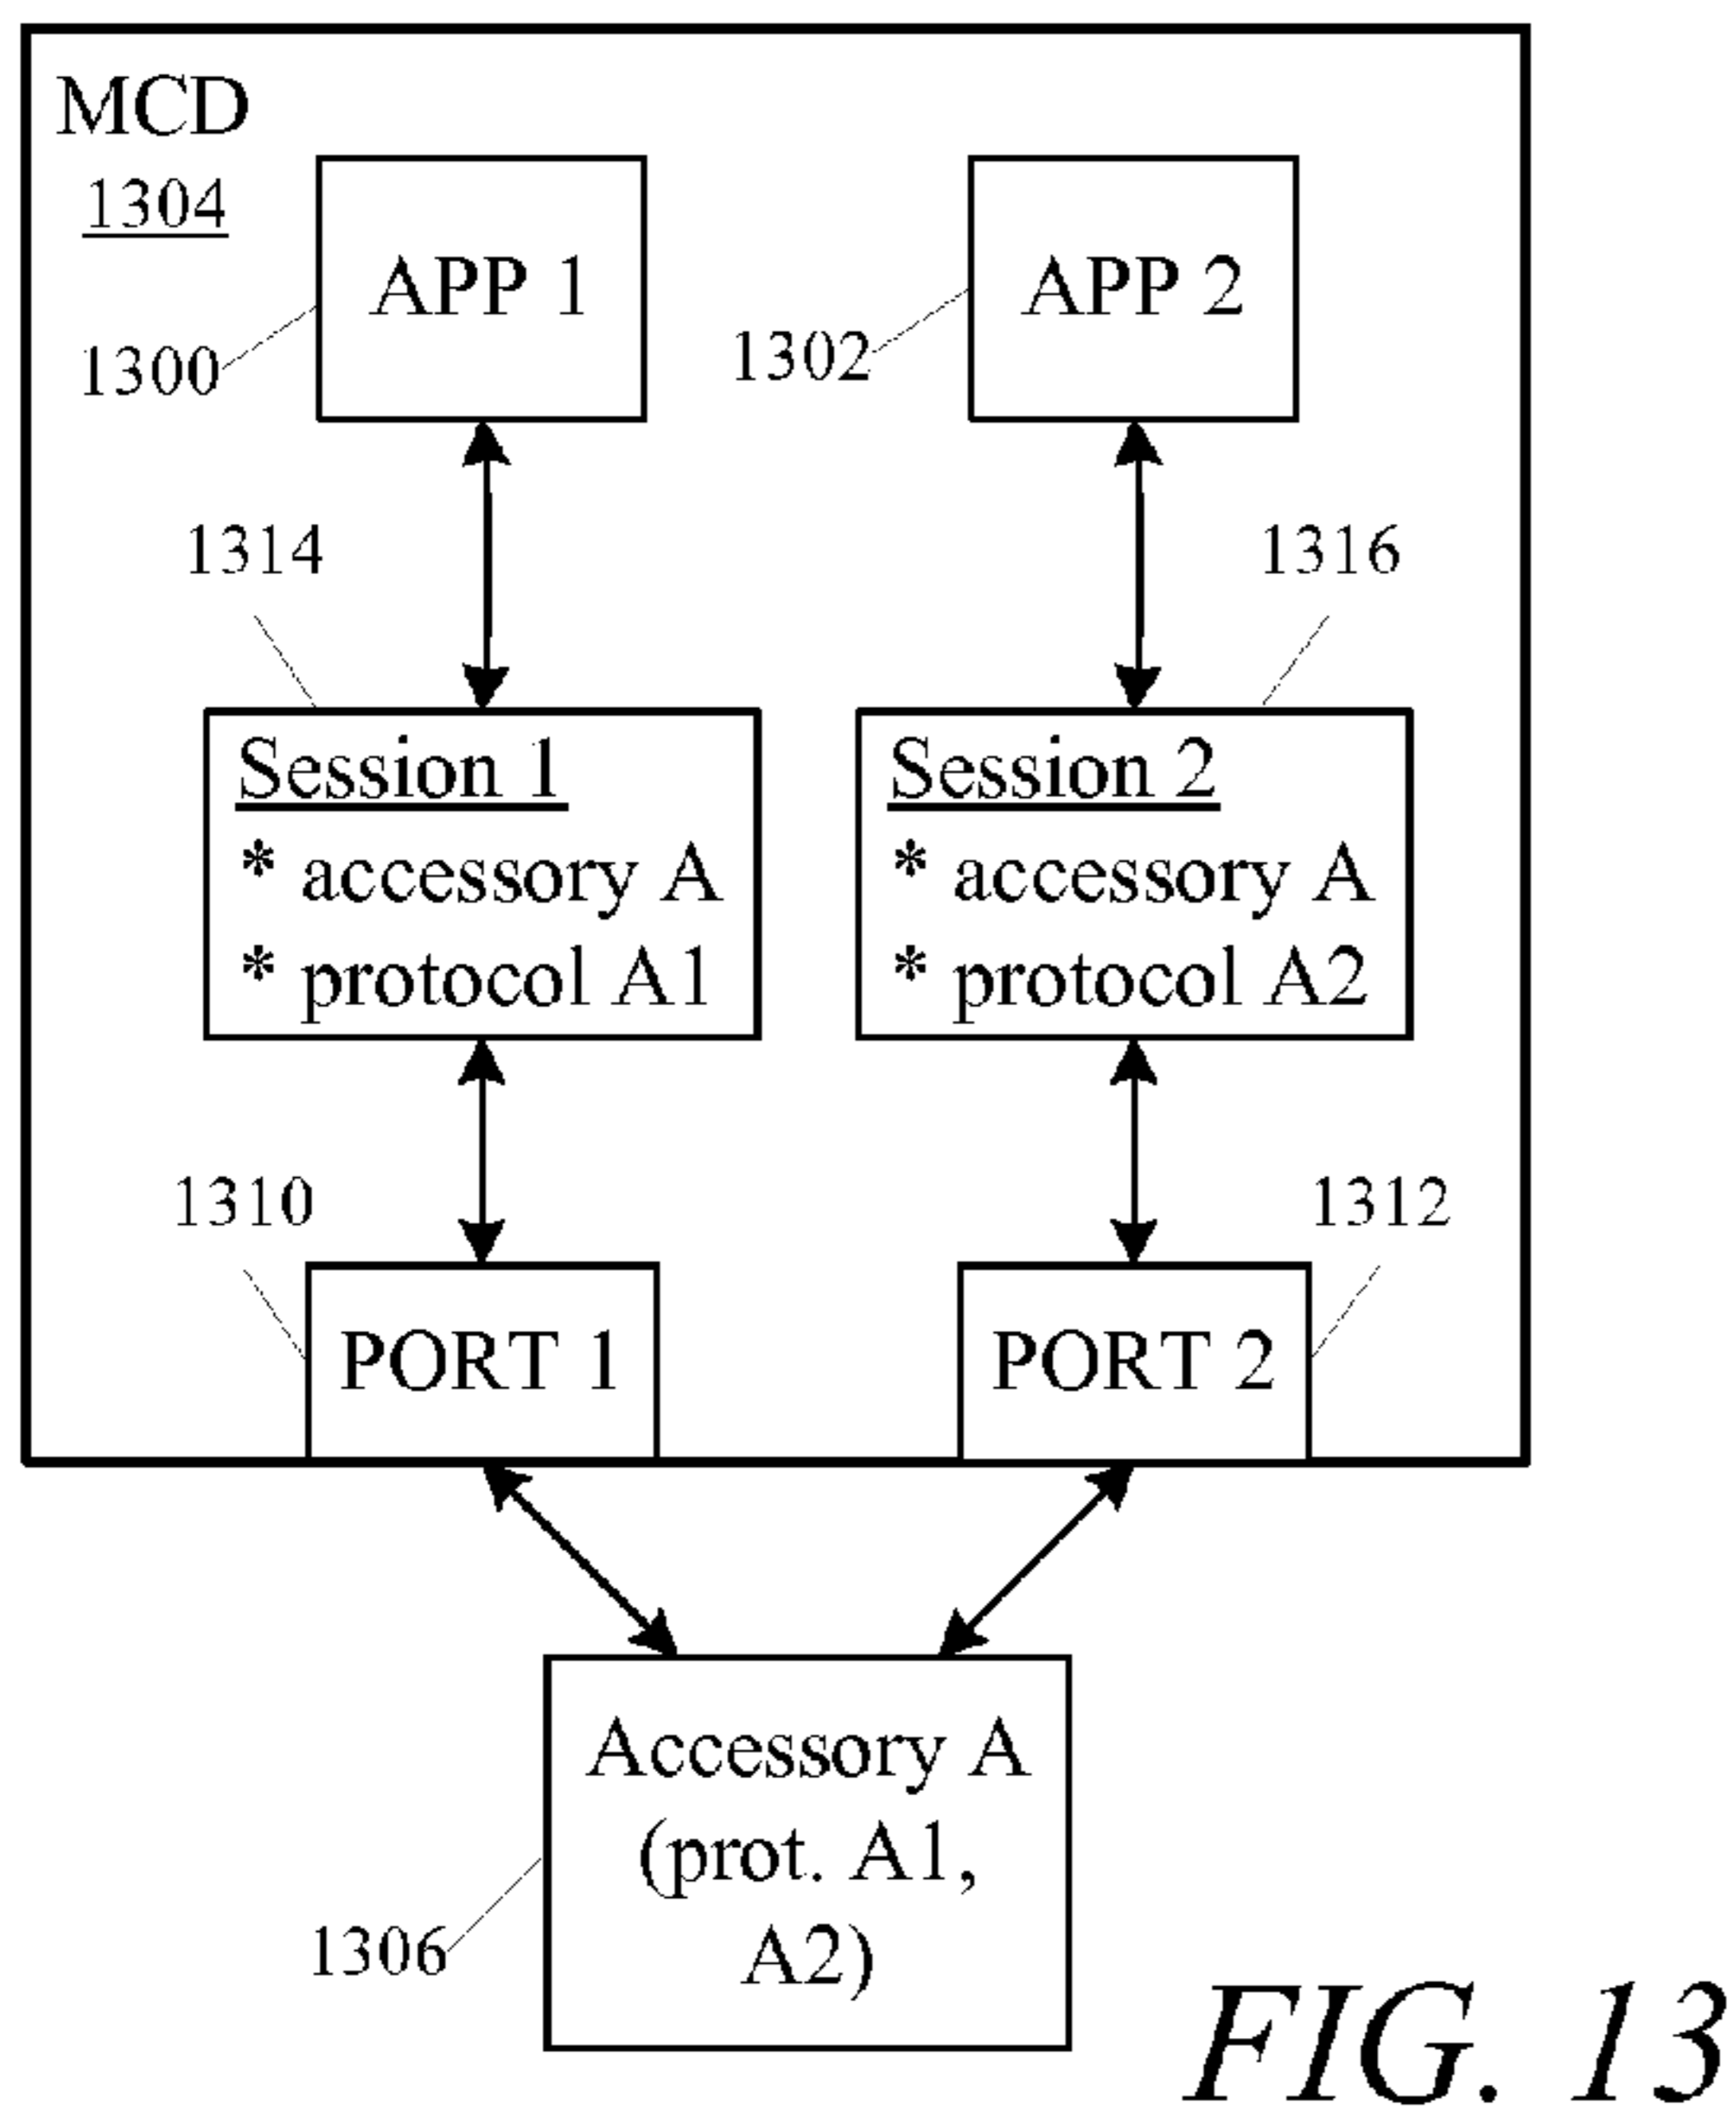 MCD
1304
APP 1
APP 2
1300
1302
1314
1316
Session 1
* accessory A
* protocol A1
Session 2
* accessory A
* protocol A2
1310
1312
PORT 1
PORT 2
Accessory A
(prot. A1,
A2)
1306
FIG. 13